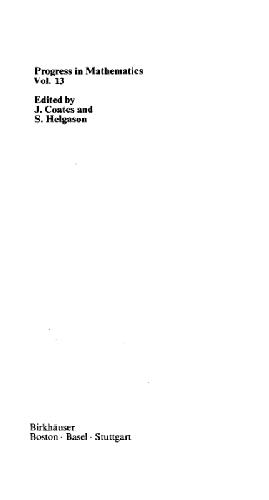 Progress in Mathematics
Vol. 13
Edited by
J. Coates and
S. Helgason
Birkhäuser
Boston · Basel · Stuttgart